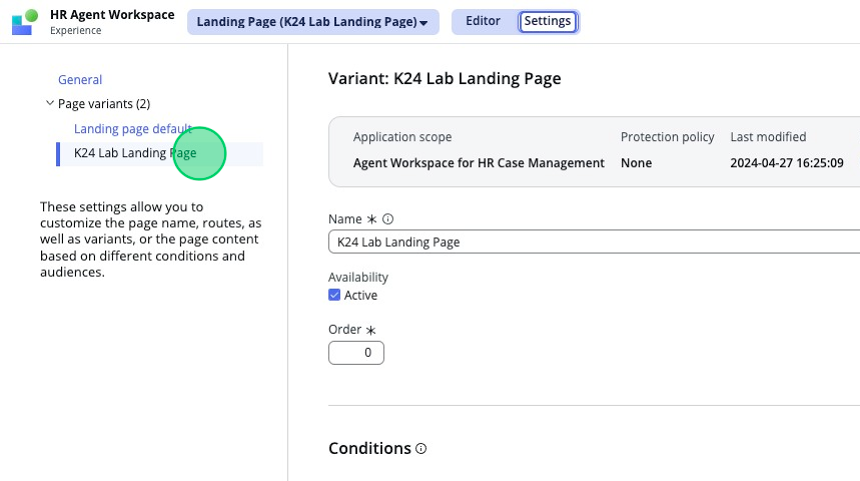 HR Agent Workspace
Experience
Landing Page (K24 Lab Landing Page)
Editor
Settings
General
Page variants (2)
Landing page default
K24 Lab Landing Page
These settings allow you to
customize the page name, routes, as
well as variants, or the page content
based on different conditions and
audiences.
Variant: K24 Lab Landing Page
Application scope
Protection policy
Last modified
Agent Workspace for HR Case Management
None
2024-04-27 16:25:09
Name *
K24 Lab Landing Page
Availability
Active
Order *
0
Conditions